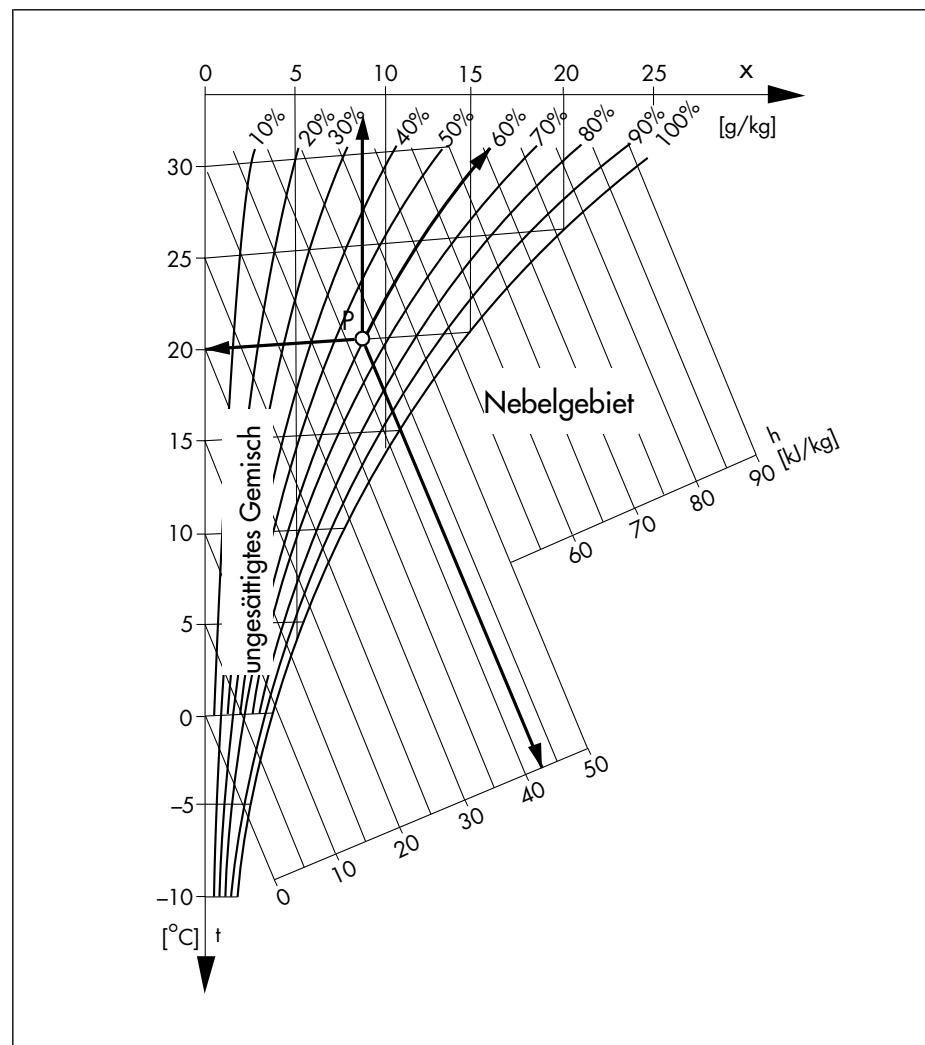 0 5 10 15 20 25 x
[g/kg]
10% 20% 30% 40% 50% 60% 70% 80% 90% 100%
30
25
P
20
Nebelgebiet
15
h
[kJ/kg]
ungesättigtes Gemisch
10
60 70 80 90
5
0
–5
0 10 20 30 40 50
–10
[°C] t